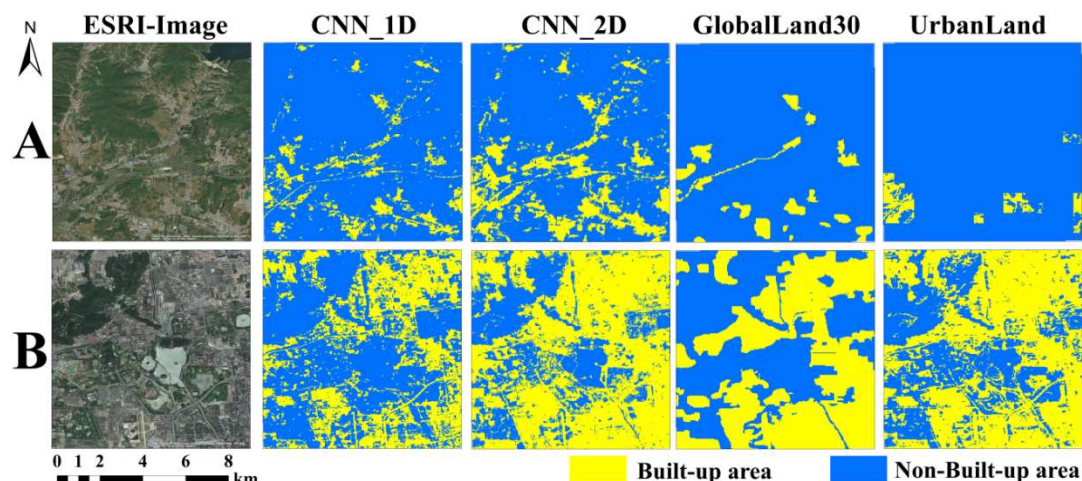 N
ESRI-Image CNN_1D CNN_2D GlobalLand30 UrbanLand
A
B
0 1 2 4 6 8
km
Built-up area Non-Built-up area